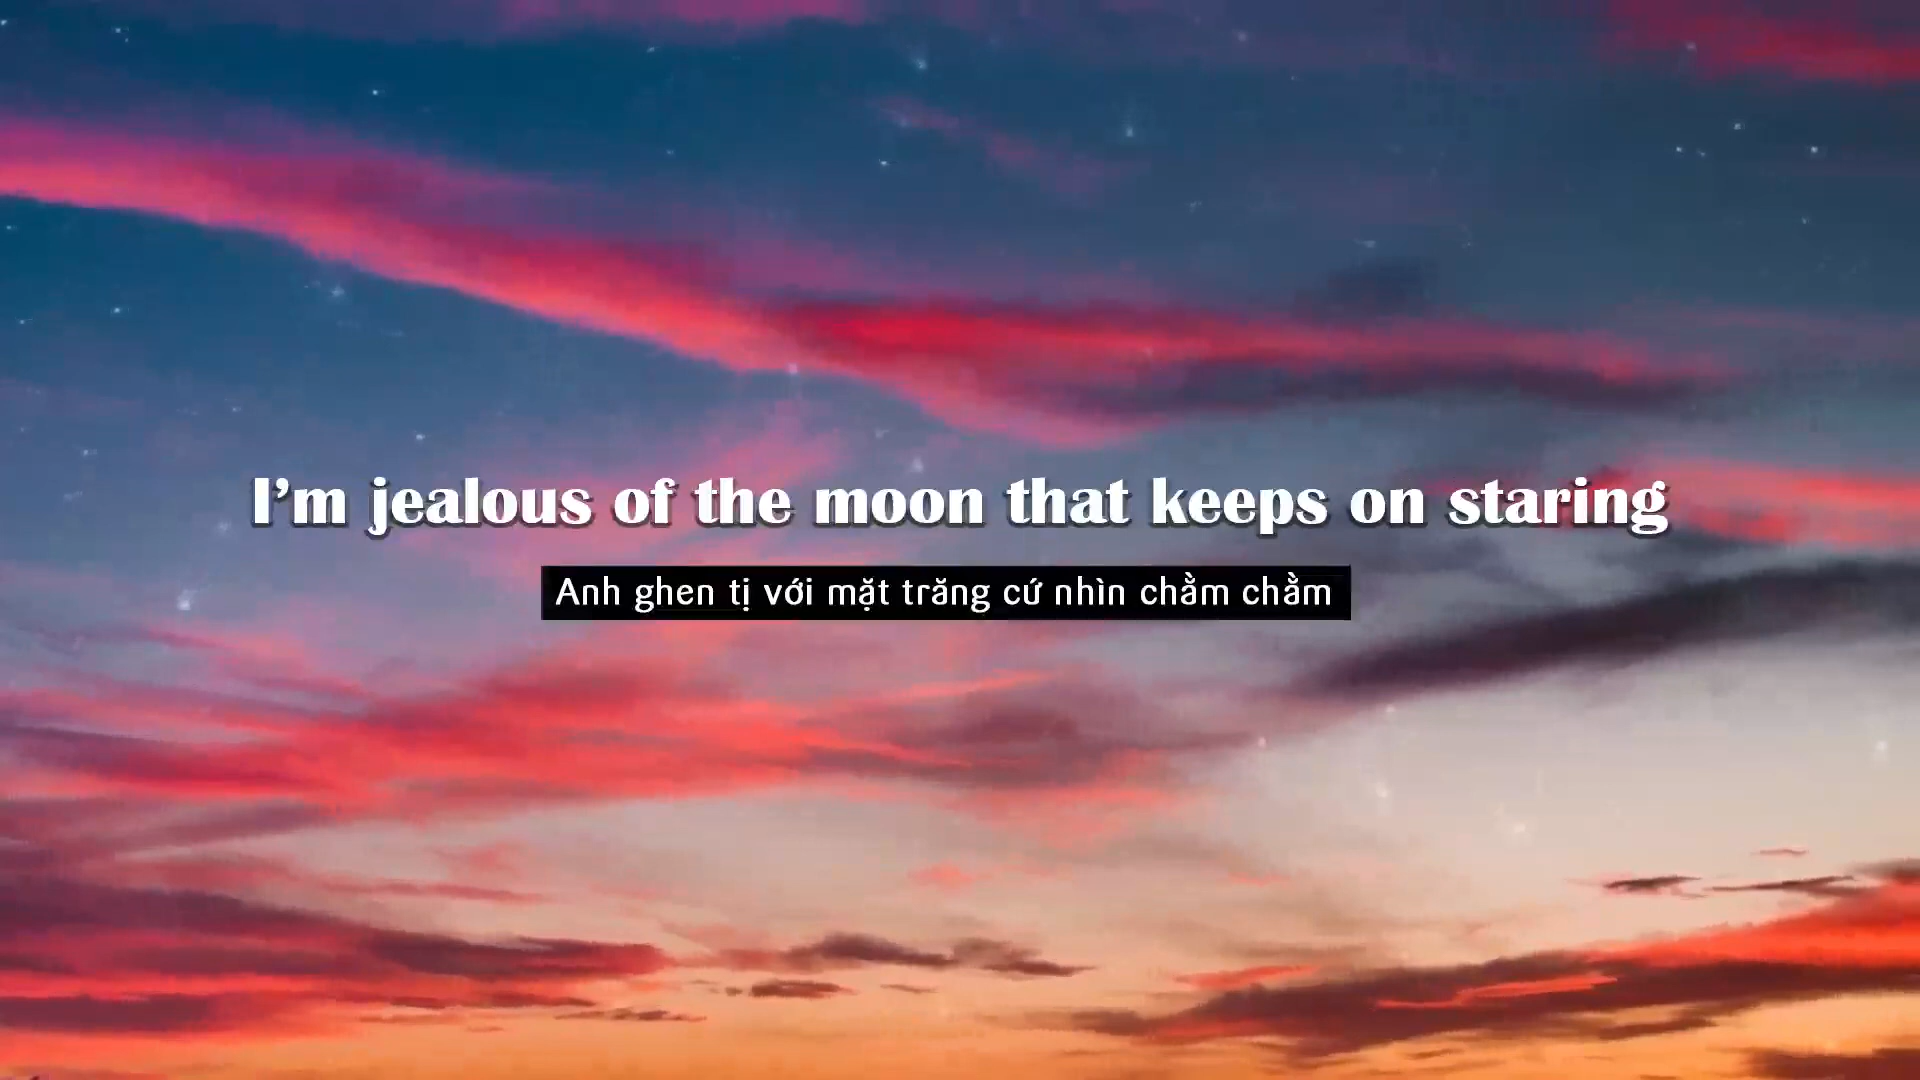 I’m jealous of the moon that keeps on staring
Anh ghen tị với mặt trăng cứ nhìn chằm chằm